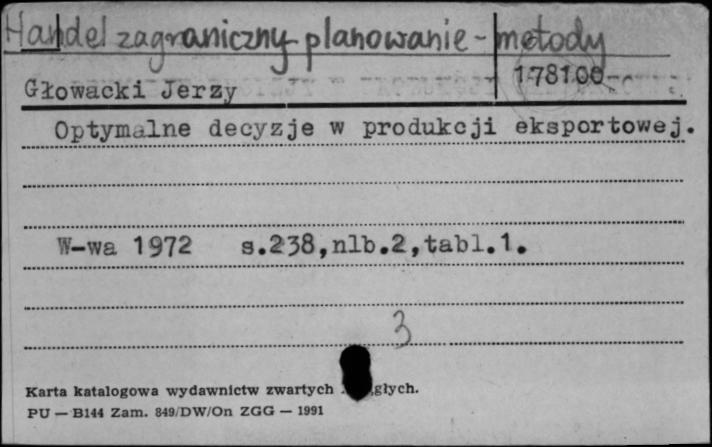 Handel zagraniczny planowanie - metody
178100
Głowacki Jerzy
Optymalne decyzje w produkcji eksportowej.
W-wa 1972 s.238,nlb.2,tabl.1.
3
Karta katalogowa wydawnictw zwartych głych.
PU — B144 Zam. 849/DW/On ZGG — 1991